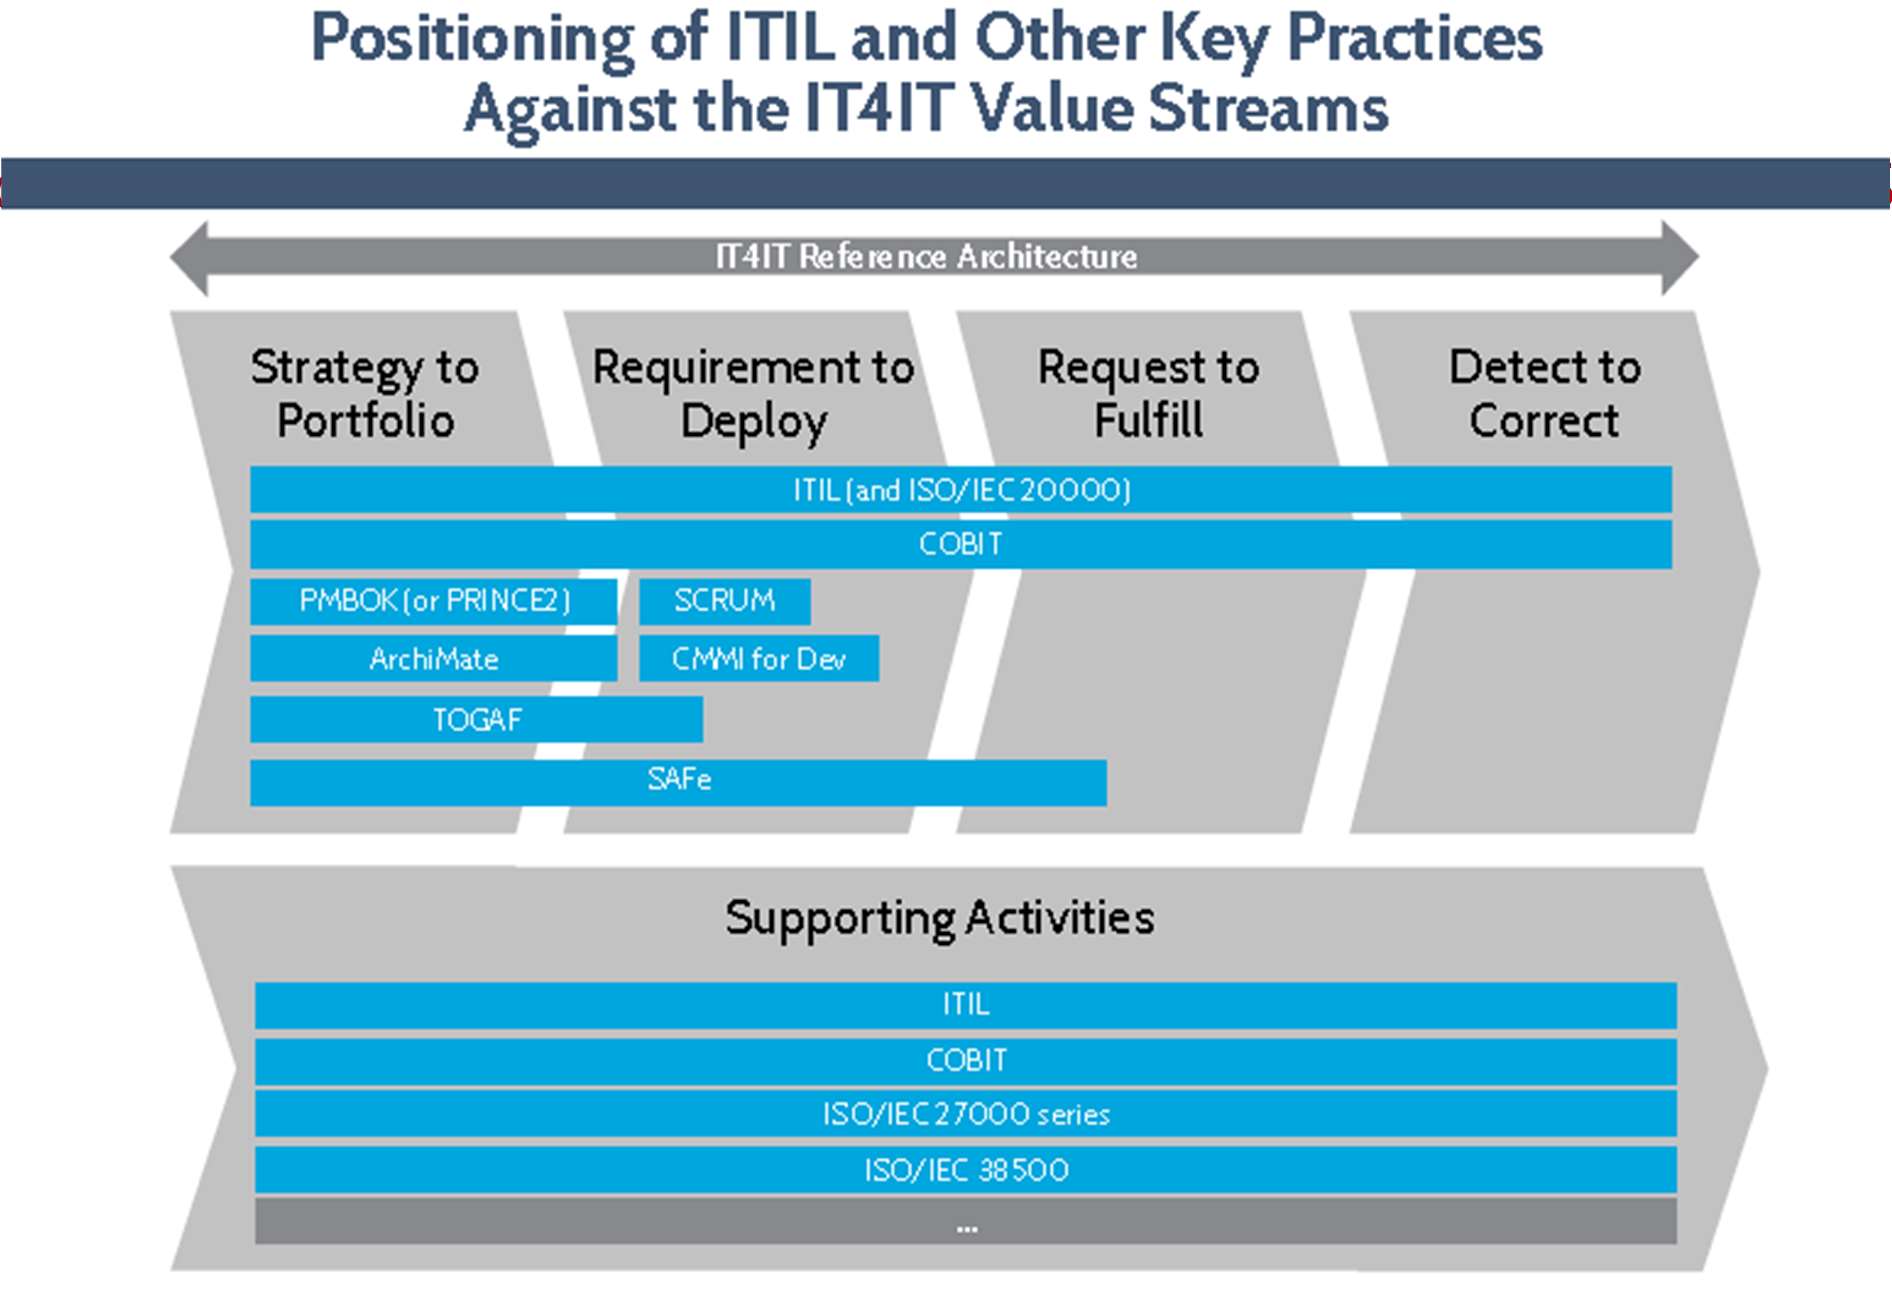 Positioning of ITIL and Other Key Practices
Against the IT4IT Value Streams
IT4IT Reference Architecture
Strategy to
Portfolio
Requirement to
Deploy
Request to
Fulfill
Detect to
Correct
ITIL (and ISO/IEC 20000)
COBIT
PMBOK (or PRINCE2)
SCRUM
ArchiMate
CMMI for Dev
TOGAF
SAFe
Supporting Activities
ITIL
COBIT
ISO/IEC 27000 series
ISO/IEC 38500
...